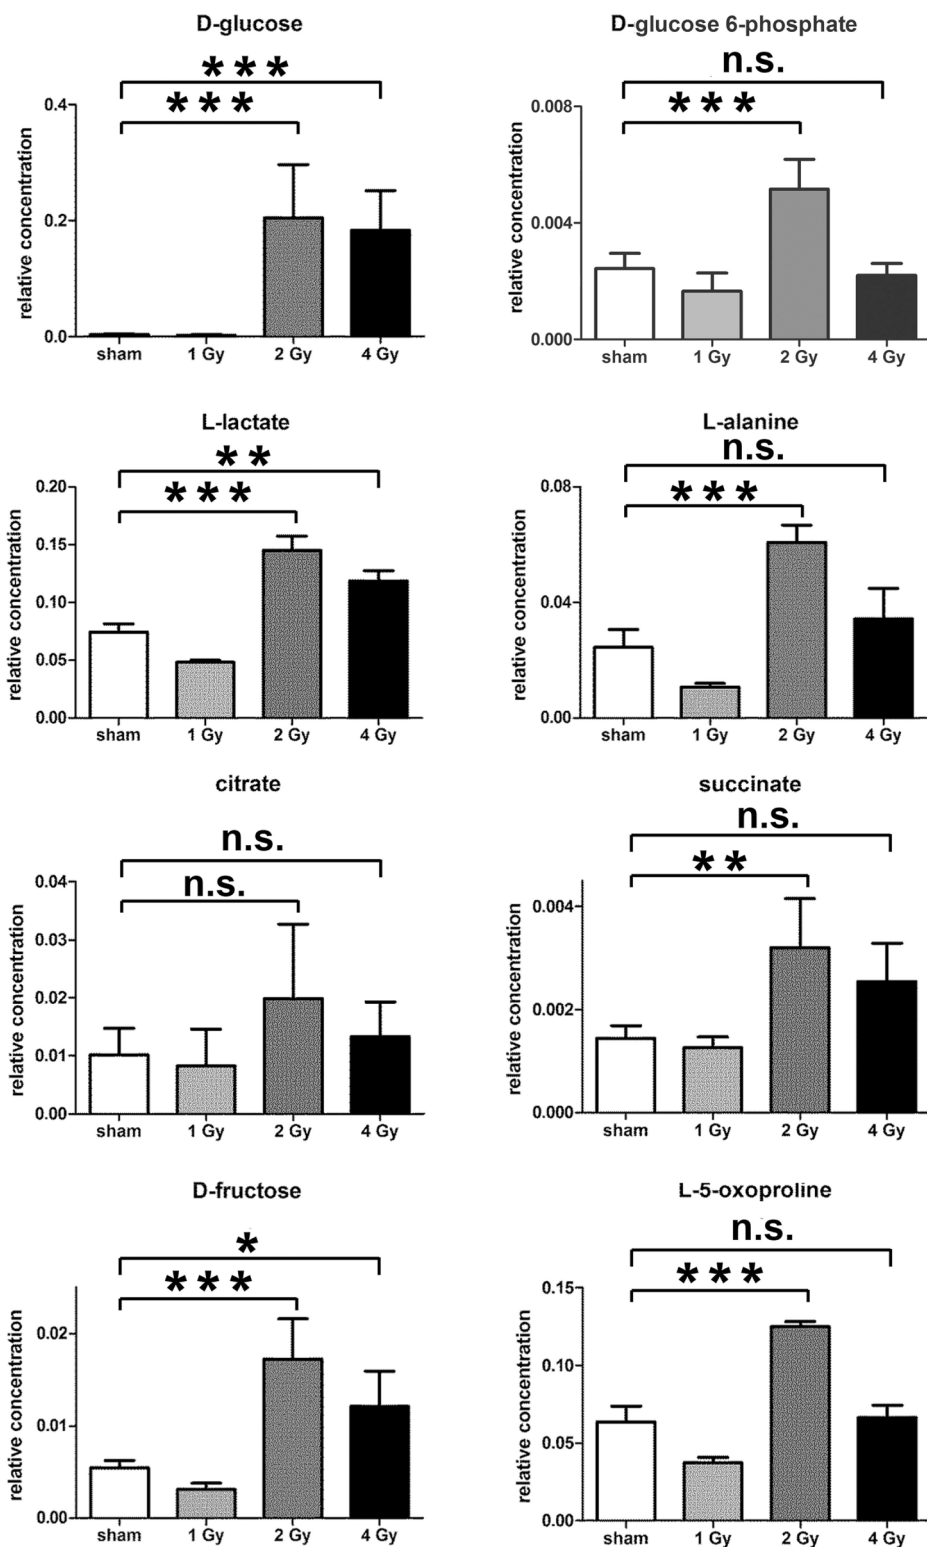 D-glucose
***
***
relative concentration
0.4
0.2
0.0
sham 1 Gy 2 Gy 4 Gy
D-glucose 6-phosphate
n.s.
***
relative concentration
0.008
0.004
0.000
sham 1 Gy 2 Gy 4 Gy
L-lactate
**
***
relative concentration
0.20
0.15
0.10
0.05
0.00
sham 1 Gy 2 Gy 4 Gy
L-alanine
n.s.
***
relative concentration
0.08
0.04
0.00
sham 1 Gy 2 Gy 4 Gy
citrate
n.s.
n.s.
relative concentration
0.04
0.03
0.02
0.01
0.00
sham 1 Gy 2 Gy 4 Gy
succinate
n.s.
**
relative concentration
0.004
0.002
0.000
sham 1 Gy 2 Gy 4 Gy
D-fructose
*
***
relative concentration
0.02
0.01
0.00
sham 1 Gy 2 Gy 4 Gy
L-5-oxoproline
n.s.
***
relative concentration
0.15
0.10
0.05
0.00
sham 1 Gy 2 Gy 4 Gy